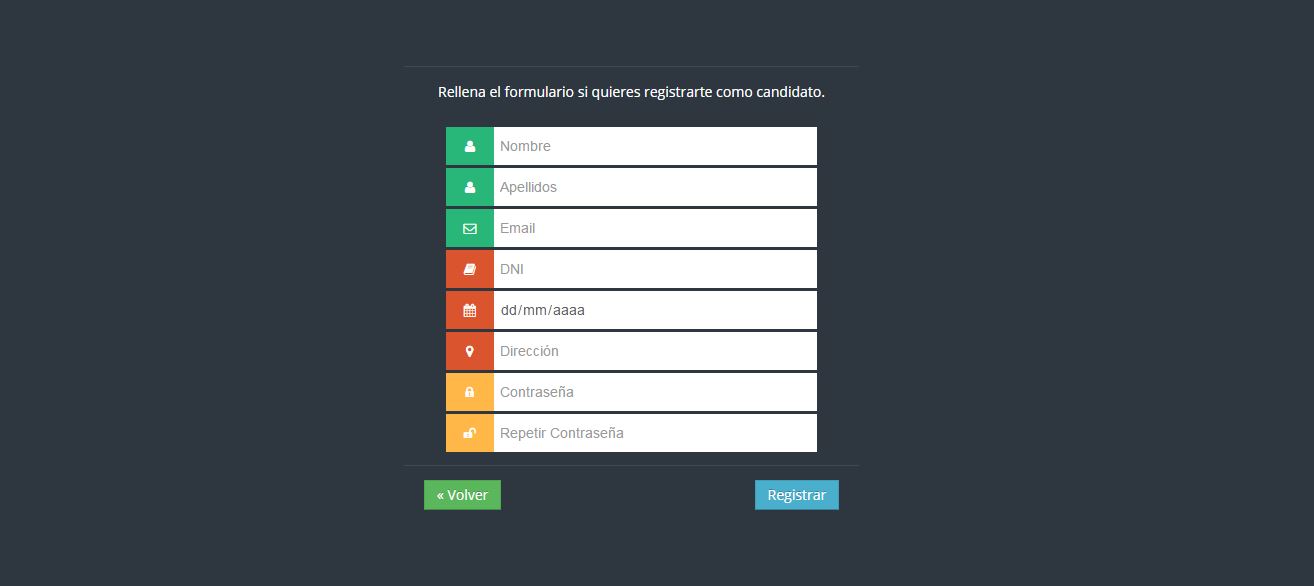 Rellena el formulario si quieres registrarte como candidato.
Nombre
Apellidos
Email
DNI
dd/mm/aaaa
Dirección
Contraseña
Repetir Contraseña
« Volver
Registrar